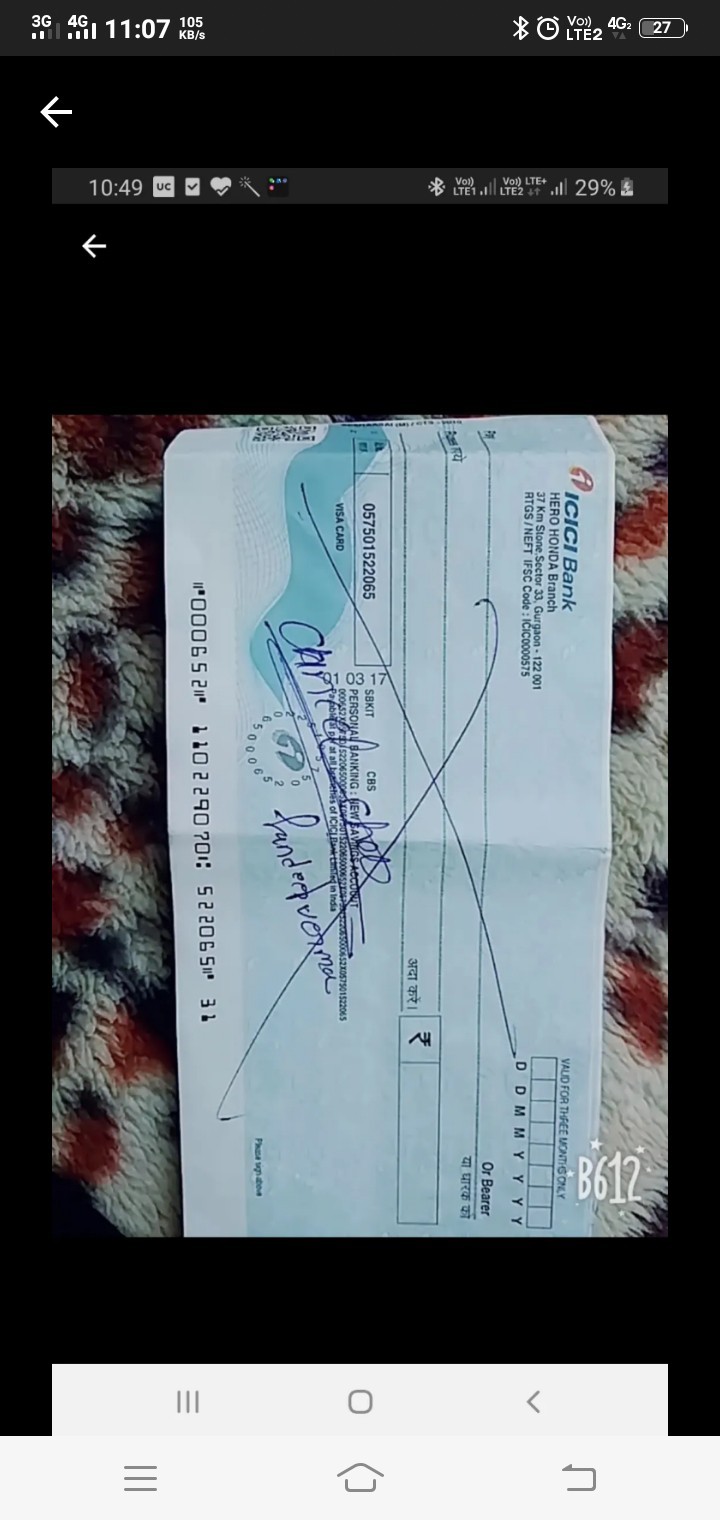 3G 4G 11:07 105 KB/s Vo)) LTE2 4G2 27
10:49 UC Vo)) LTE1 Vo)) LTE+ LTE2 29%
ICICI Bank
HERO HONDA Branch
37 Km Stone,Sector 33, Gurgaon - 122 001
RTGS / NEFT IFSC Code : ICIC0000575
VALID FOR THREE MONTHS ONLY
D D M M Y Y Y Y
Or Bearer
या धारक को
अदा करें।
₹
057501522065
VISA CARD
01 03 17
SBKIT CBS
PERSONAL BANKING : NEW SAVINGS ACCOUNT
Payable at par at all branches of ICICI Bank Limited in India
Sandeep verma
Please sign above
⑈000652⑈ 110229070⑆ 522065⑈ 31
B612